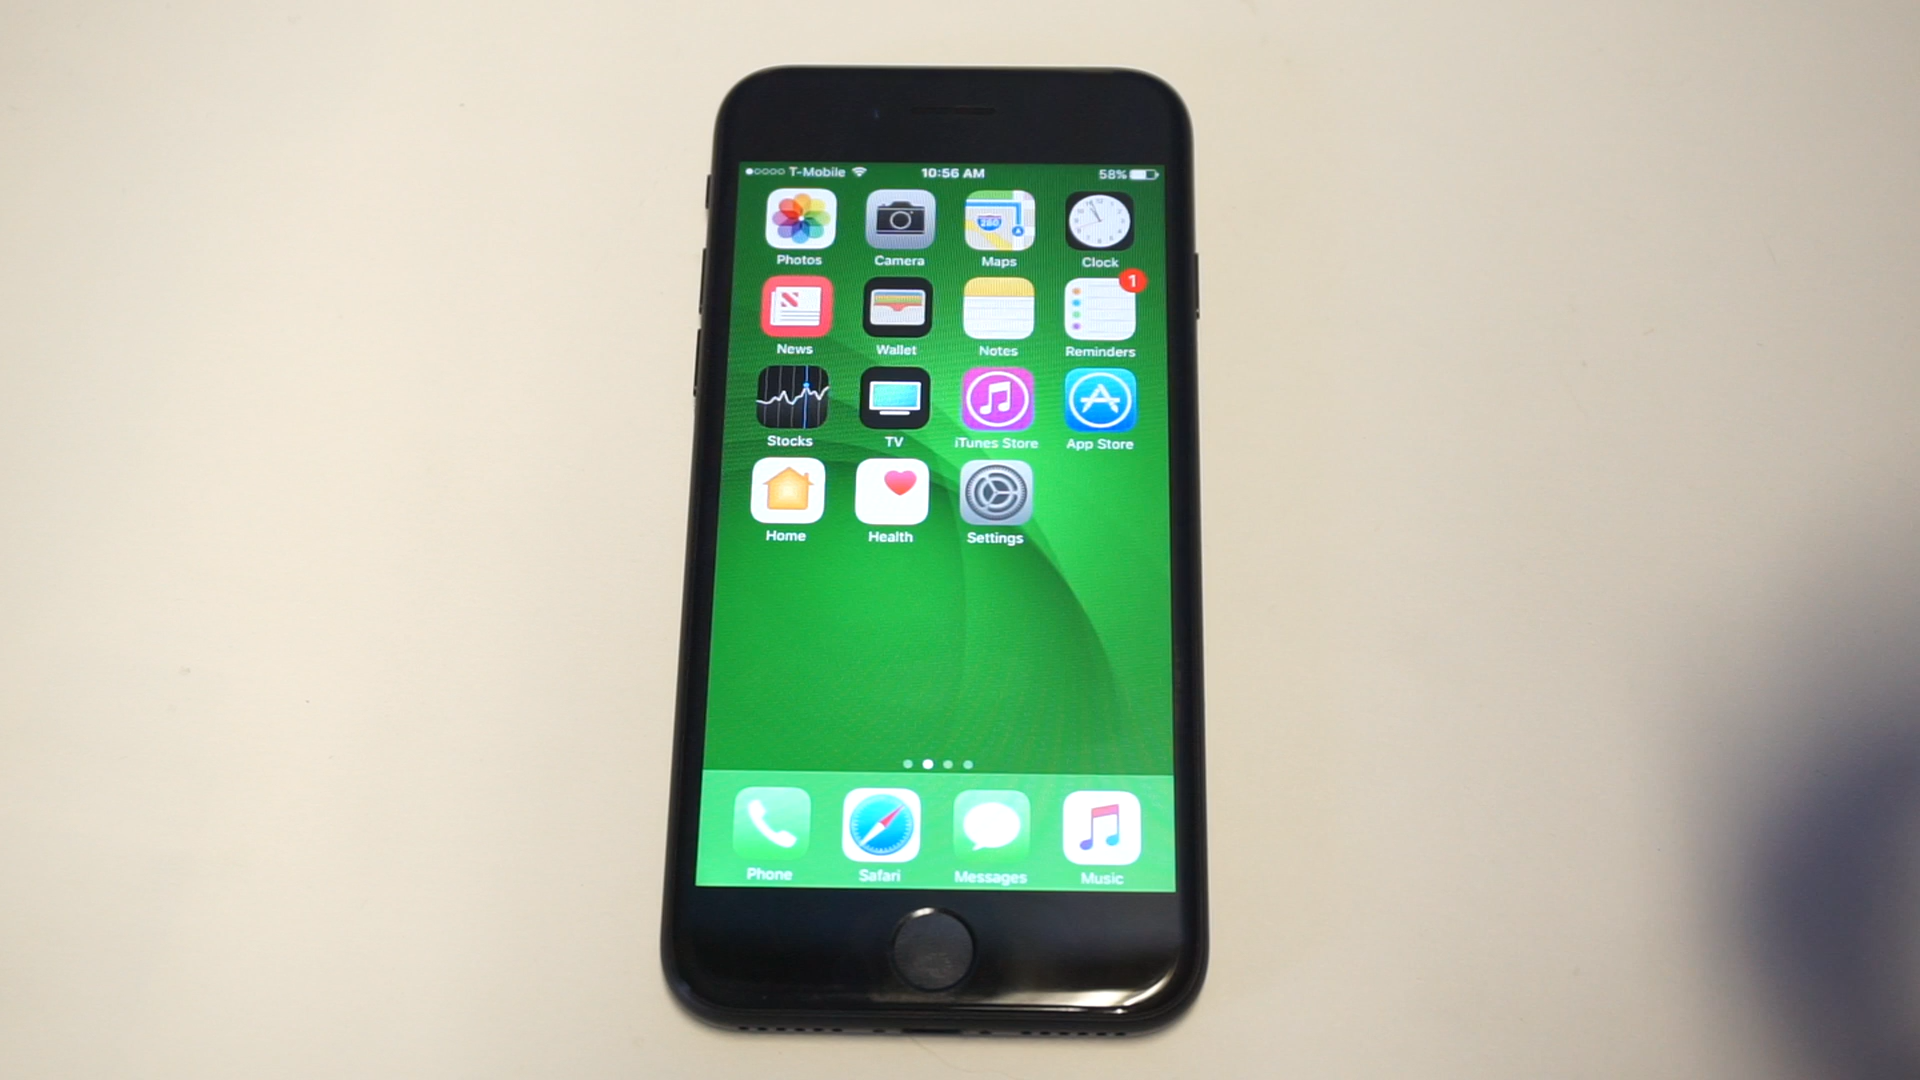 T-Mobile 10:56 AM 58%
280
Photos Camera Maps Clock
1
News Wallet Notes Reminders
Stocks TV iTunes Store App Store
Home Health Settings
Phone Safari Messages Music